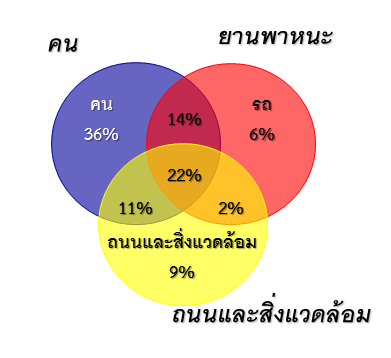 คน
ยานพาหนะ
คน
36%
14%
รถ
6%
22%
11%
2%
ถนนและสิ่งแวดล้อม
9%
ถนนและสิ่งแวดล้อม